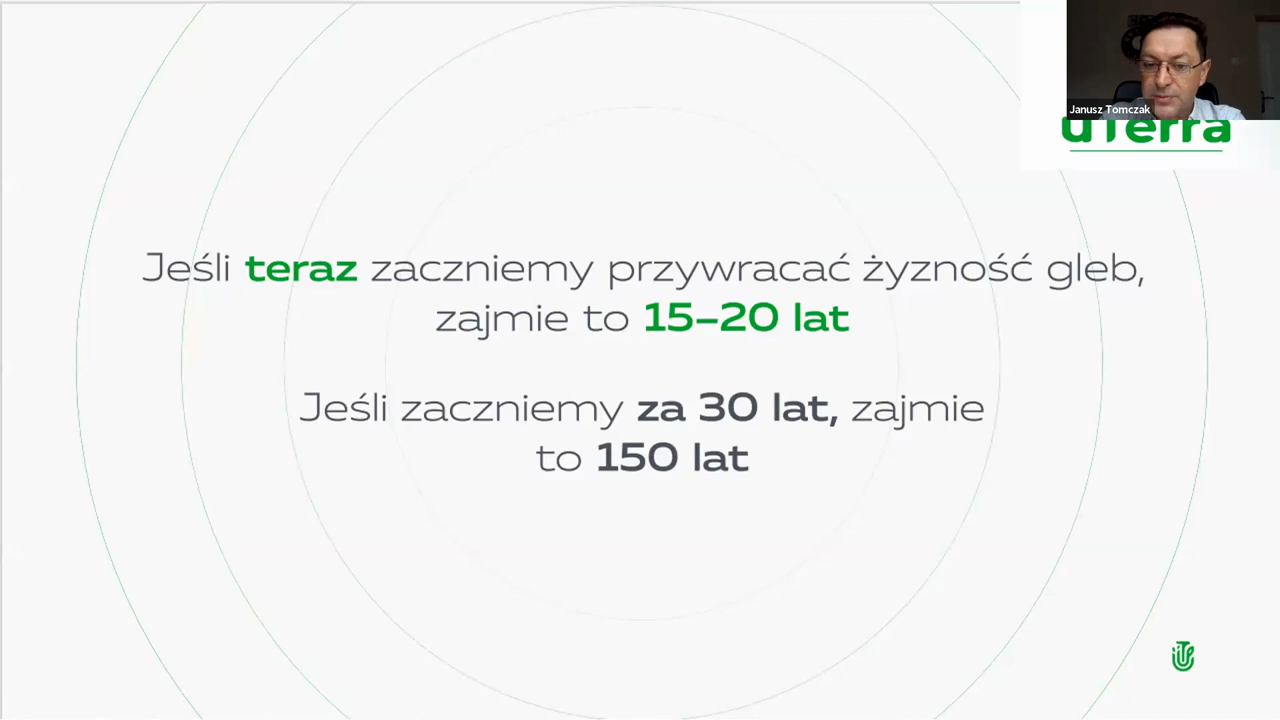 Janusz Tomczak
uTerra
Jeśli teraz zaczniemy przywracać żyzność gleb,
zajmie to 15–20 lat
Jeśli zaczniemy za 30 lat, zajmie
to 150 lat